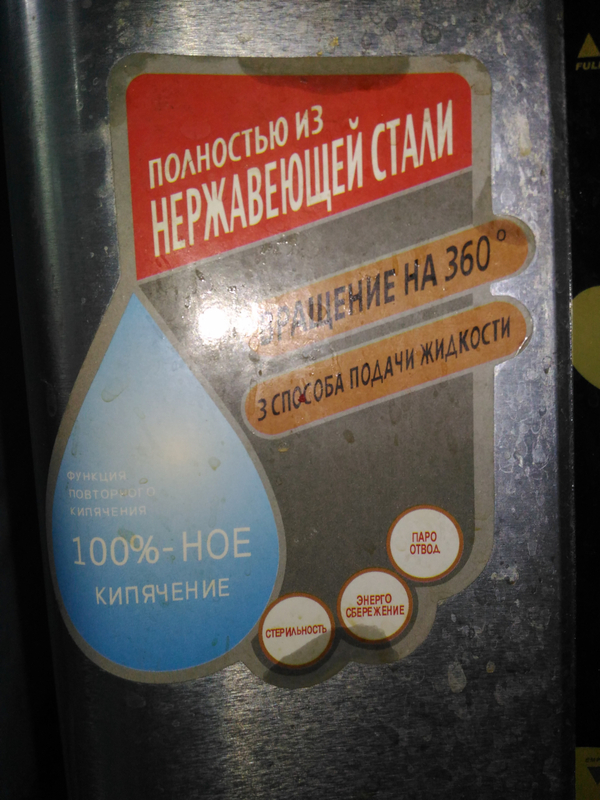 ПОЛНОСТЬЮ ИЗ
НЕРЖАВЕЮЩЕЙ СТАЛИ
ВРАЩЕНИЕ НА 360°
3 СПОСОБА ПОДАЧИ ЖИДКОСТИ
ФУНКЦИЯ
ПОВТОРНОГО
КИПЯЧЕНИЯ
100%-НОЕ
КИПЯЧЕНИЕ
ПАРО
ОТВОД
ЭНЕРГО
СБЕРЕЖЕНИЕ
СТЕРИЛЬНОСТЬ
FULL